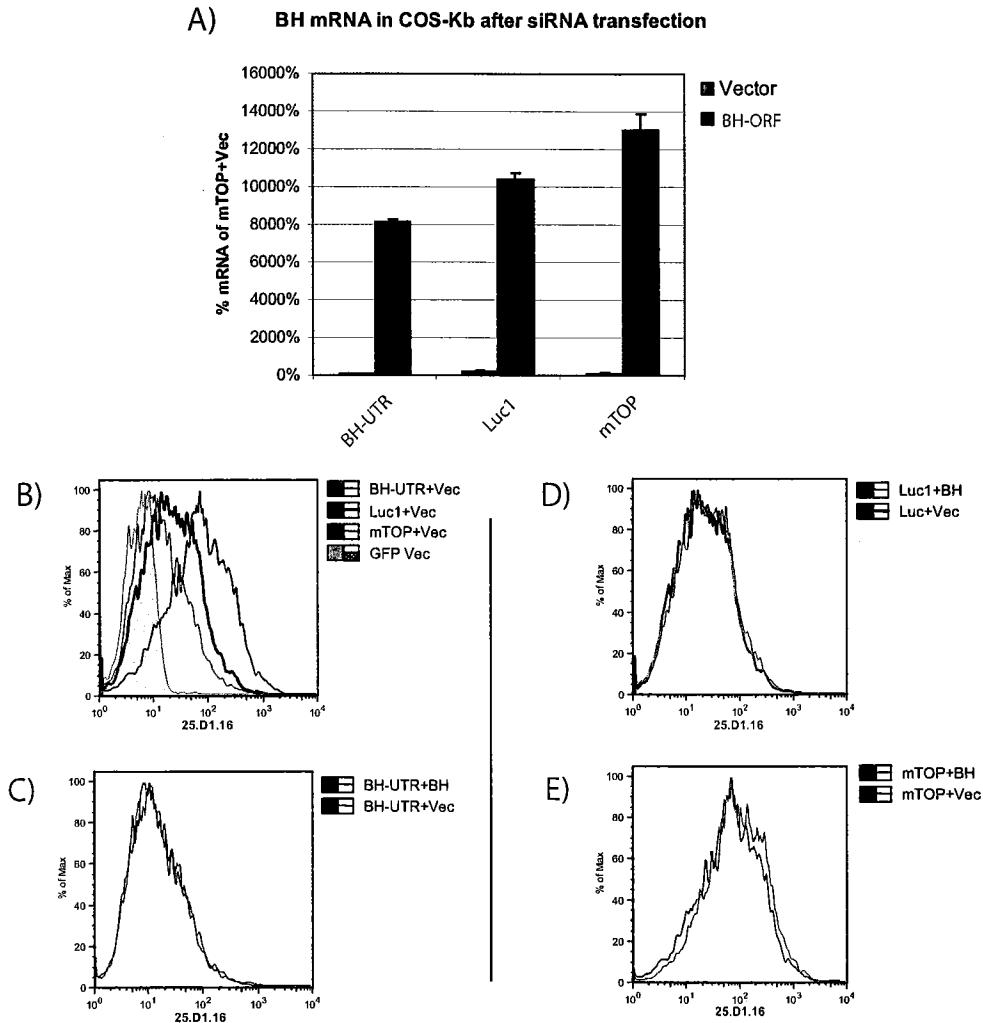 A)
BH mRNA in COS-Kb after siRNA transfection
% mRNA of mTOP+Vec
16000%
14000%
12000%
10000%
8000%
6000%
4000%
2000%
0%
BH-UTR
Luc1
mTOP
Vector
BH-ORF
B)
% of Max
100
80
60
40
20
0
10^0
10^1
10^2
10^3
10^4
25.D1.16
BH-UTR+Vec
Luc1+Vec
mTOP+Vec
GFP Vec
C)
% of Max
100
80
60
40
20
0
10^0
10^1
10^2
10^3
10^4
25.D1.16
BH-UTR+BH
BH-UTR+Vec
D)
% of Max
100
80
60
40
20
0
10^0
10^1
10^2
10^3
10^4
25.D1.16
Luc1+BH
Luc+Vec
E)
% of Max
100
80
60
40
20
0
10^0
10^1
10^2
10^3
10^4
25.D1.16
mTOP+BH
mTOP+Vec